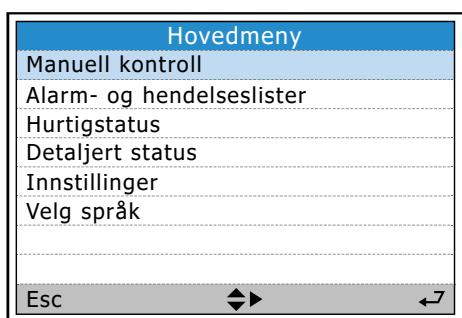 Hovedmeny
Manuell kontroll
Alarm- og hendelseslister
Hurtigstatus
Detaljert status
Innstillinger
Velg språk
Esc